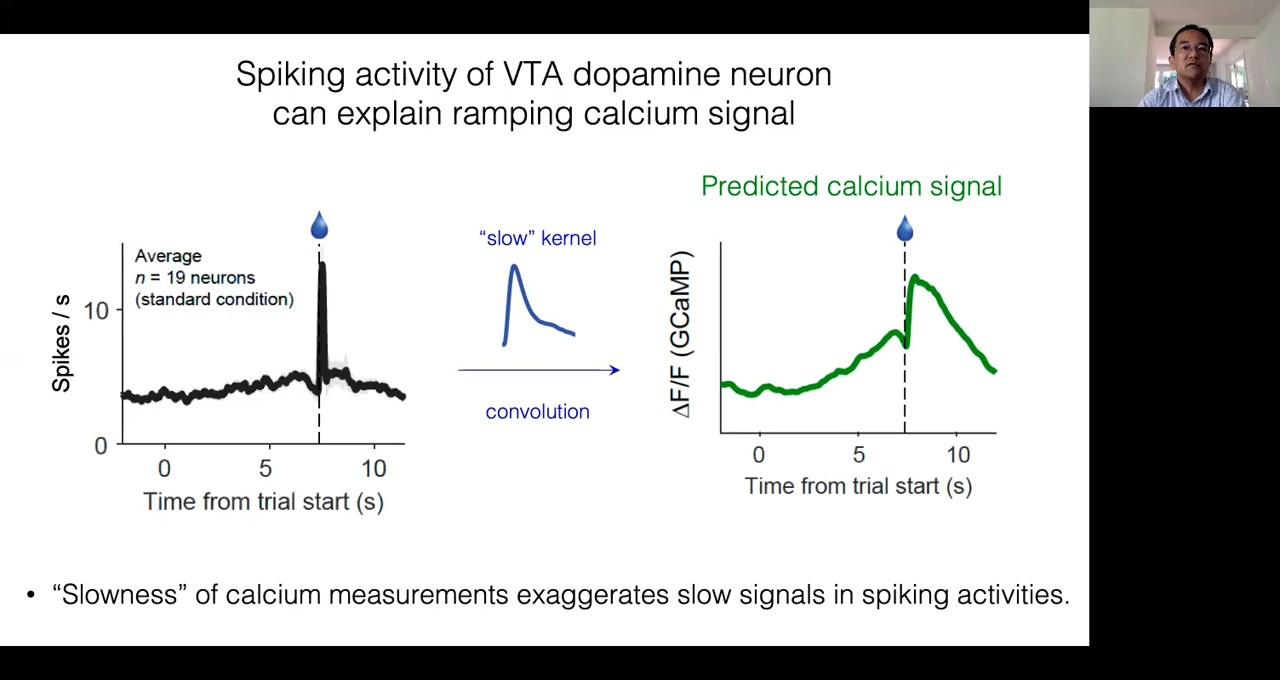 Spiking activity of VTA dopamine neuron
can explain ramping calcium signal
Average
n = 19 neurons
(standard condition)
Spikes / s
10
0
0 5 10
Time from trial start (s)
“slow” kernel
convolution
Predicted calcium signal
ΔF/F (GCaMP)
0 5 10
Time from trial start (s)
• “Slowness” of calcium measurements exaggerates slow signals in spiking activities.